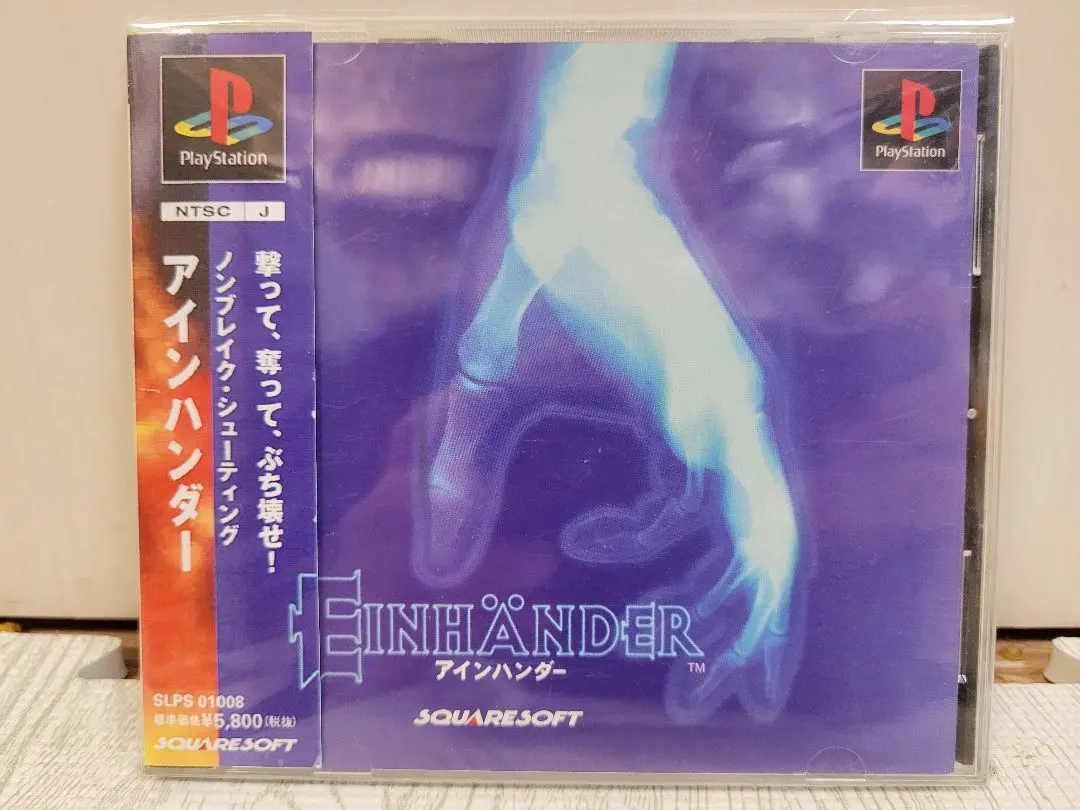 PlayStation
NTSC J
撃って、奪って、ぶち壊せ!
ノンブレイク・シューティング
アインハンダー
SLPS 01008
標準価格¥5,800(税抜)
SQUARESOFT
PlayStation
EINHÄNDER
TM
アインハンダー
SQUARESOFT